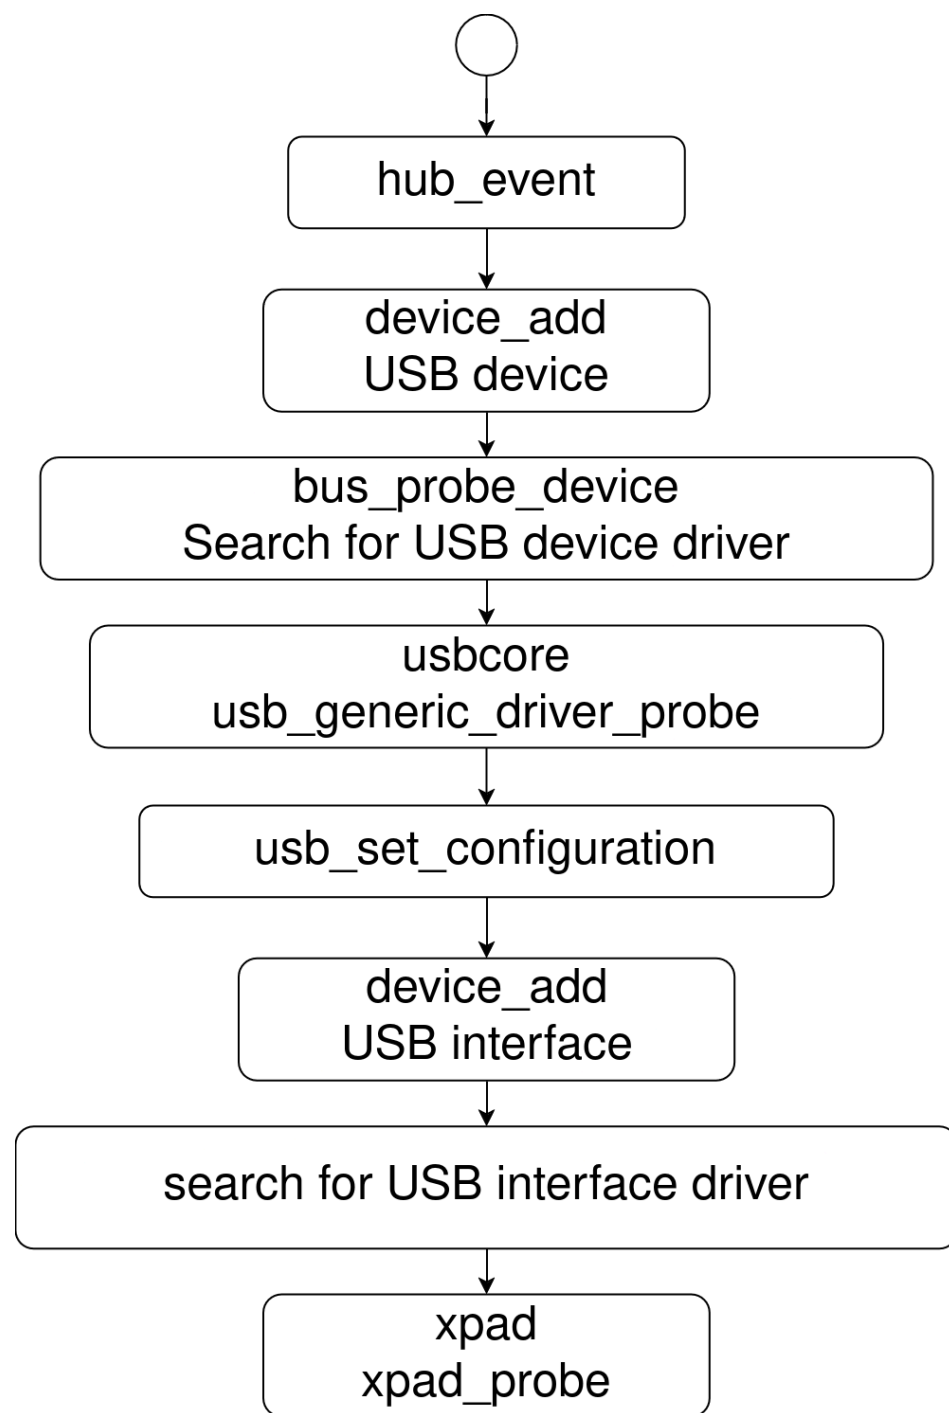 hub_event
device_add
USB device
bus_probe_device
Search for USB device driver
usbcore
usb_generic_driver_probe
usb_set_configuration
device_add
USB interface
search for USB interface driver
xpad
xpad_probe